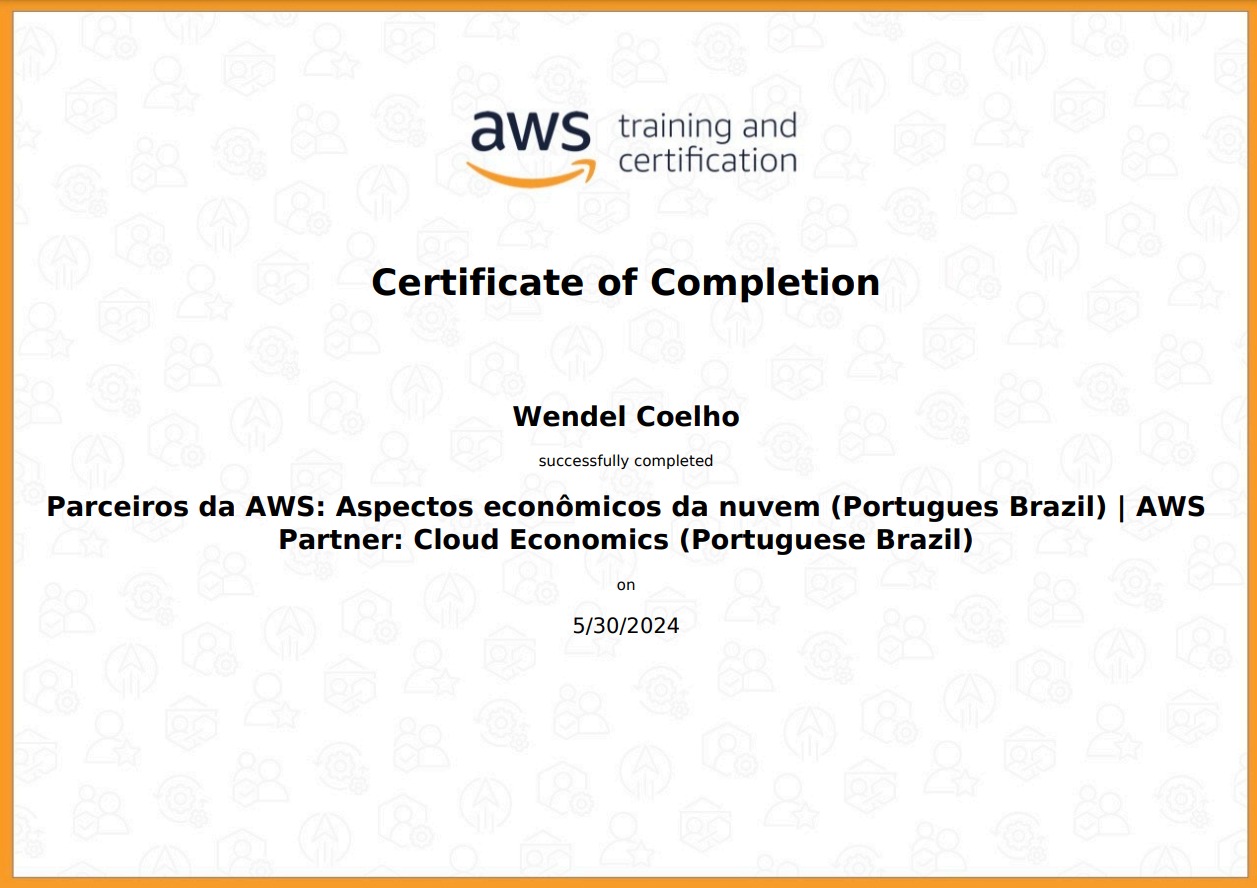 aws training and
certification
Certificate of Completion
Wendel Coelho
successfully completed
Parceiros da AWS: Aspectos econômicos da nuvem (Portugues Brazil) | AWS
Partner: Cloud Economics (Portuguese Brazil)
on
5/30/2024